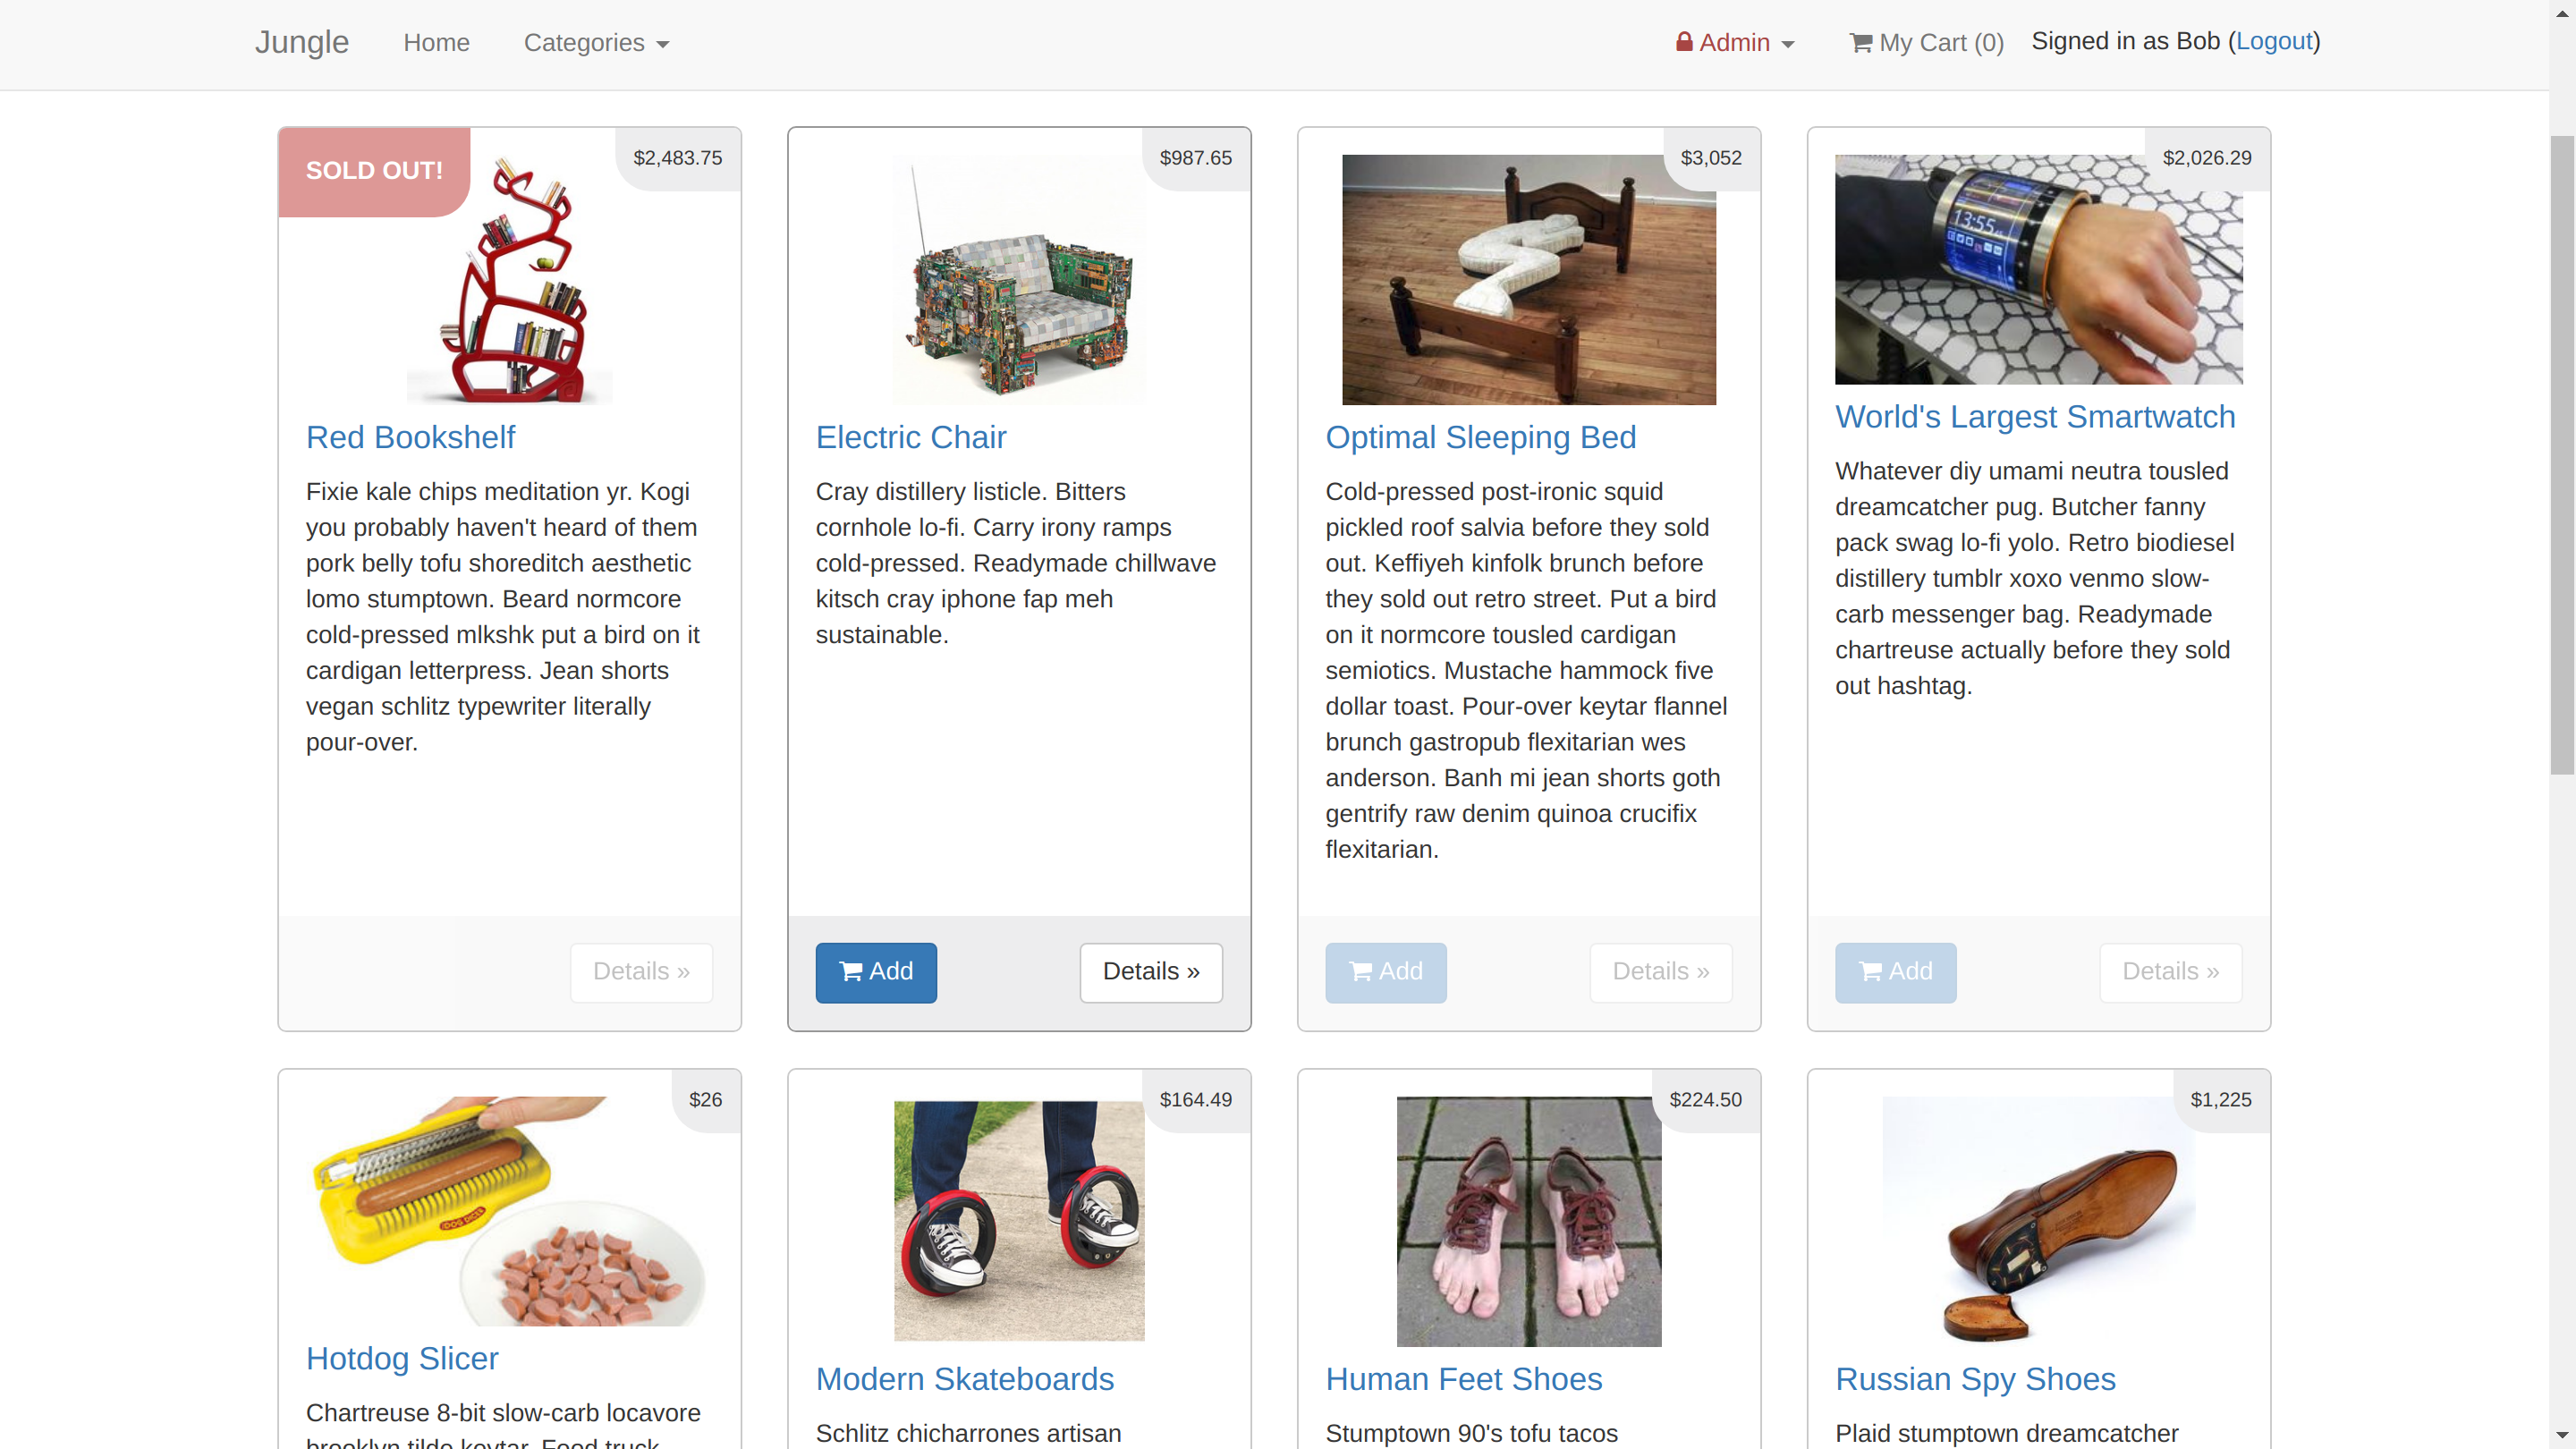 Jungle Home Categories Admin My Cart (0) Signed in as Bob (Logout)
SOLD OUT!
$2,483.75
Red Bookshelf
Fixie kale chips meditation yr. Kogi
you probably haven't heard of them
pork belly tofu shoreditch aesthetic
lomo stumptown. Beard normcore
cold-pressed mlkshk put a bird on it
cardigan letterpress. Jean shorts
vegan schlitz typewriter literally
pour-over.
Details »
$987.65
Electric Chair
Cray distillery listicle. Bitters
cornhole lo-fi. Carry irony ramps
cold-pressed. Readymade chillwave
kitsch cray iphone fap meh
sustainable.
Add
Details »
$3,052
Optimal Sleeping Bed
Cold-pressed post-ironic squid
pickled roof salvia before they sold
out. Keffiyeh kinfolk brunch before
they sold out retro street. Put a bird
on it normcore tousled cardigan
semiotics. Mustache hammock five
dollar toast. Pour-over keytar flannel
brunch gastropub flexitarian wes
anderson. Banh mi jean shorts goth
gentrify raw denim quinoa crucifix
flexitarian.
Add
Details »
$2,026.29
13:55
World's Largest Smartwatch
Whatever diy umami neutra tousled
dreamcatcher pug. Butcher fanny
pack swag lo-fi yolo. Retro biodiesel
distillery tumblr xoxo venmo slow-
carb messenger bag. Readymade
chartreuse actually before they sold
out hashtag.
Add
Details »
$26
Hotdog Slicer
Chartreuse 8-bit slow-carb locavore
brooklyn tilde keytar. Food truck
$164.49
Modern Skateboards
Schlitz chicharrones artisan
$224.50
Human Feet Shoes
Stumptown 90's tofu tacos
$1,225
Russian Spy Shoes
Plaid stumptown dreamcatcher